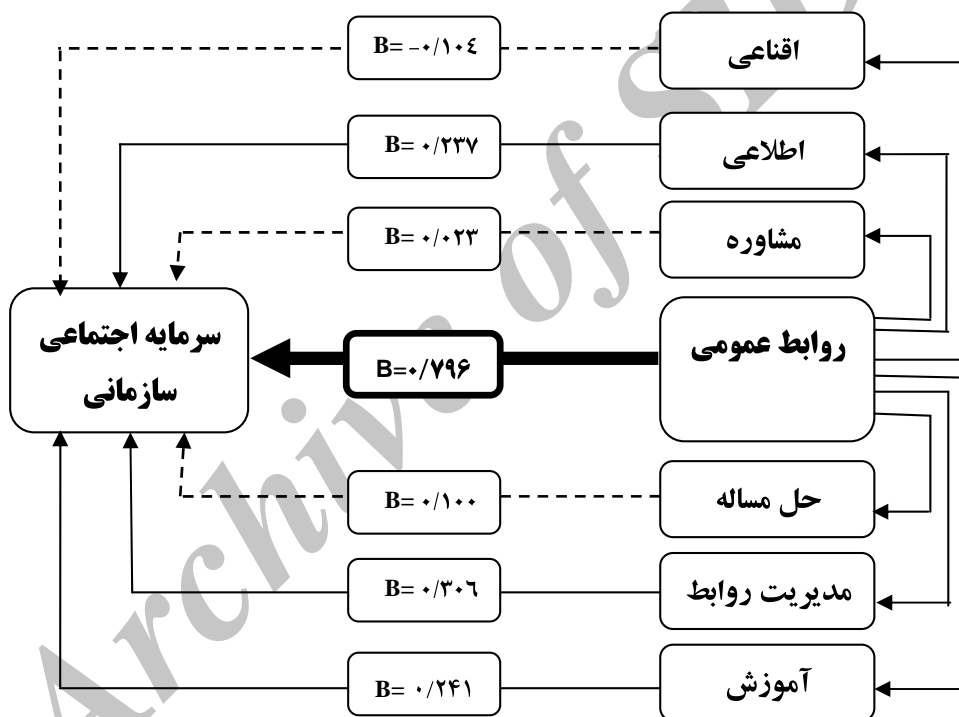 اقناعی
B= -۰/۱۰٤
اطلاعی
B= ۰/۲۳۷
مشاوره
B= ۰/۰۲۳
روابط عمومی
B=۰/۷۹۶
سرمایه اجتماعی
سازمانی
حل مساله
B= ۰/۱۰۰
مدیریت روابط
B= ۰/۳۰٦
آموزش
B= ۰/۲۴۱
Archive of